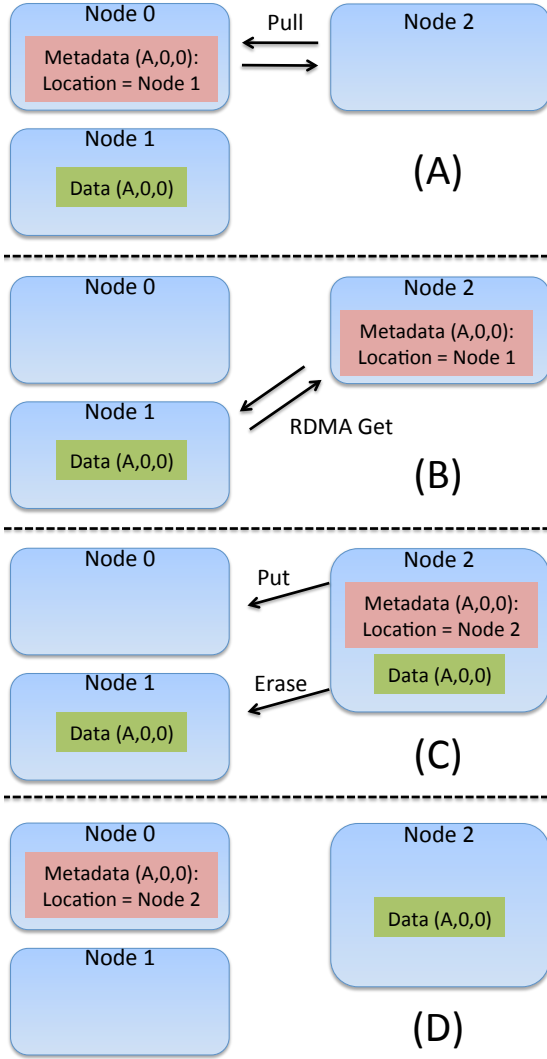 Node 0
Metadata (A,0,0):
Location = Node 1
Pull
Node 2
Node 1
Data (A,0,0)
(A)
Node 0
Node 2
Metadata (A,0,0):
Location = Node 1
Node 1
Data (A,0,0)
RDMA Get
(B)
Node 0
Put
Node 2
Metadata (A,0,0):
Location = Node 2
Data (A,0,0)
Node 1
Data (A,0,0)
Erase
(C)
Node 0
Metadata (A,0,0):
Location = Node 2
Node 2
Data (A,0,0)
Node 1
(D)